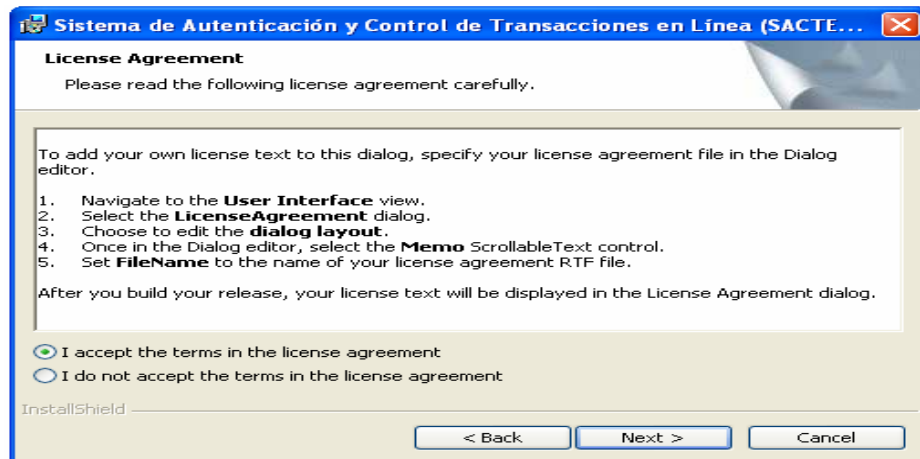 Sistema de Autenticación y Control de Transacciones en Línea (SACTE...
License Agreement
Please read the following license agreement carefully.
To add your own license text to this dialog, specify your license agreement file in the Dialog
editor.
1. Navigate to the User Interface view.
2. Select the LicenseAgreement dialog.
3. Choose to edit the dialog layout.
4. Once in the Dialog editor, select the Memo ScrollableText control.
5. Set FileName to the name of your license agreement RTF file.
After you build your release, your license text will be displayed in the License Agreement dialog.
I accept the terms in the license agreement
I do not accept the terms in the license agreement
InstallShield
< Back Next > Cancel